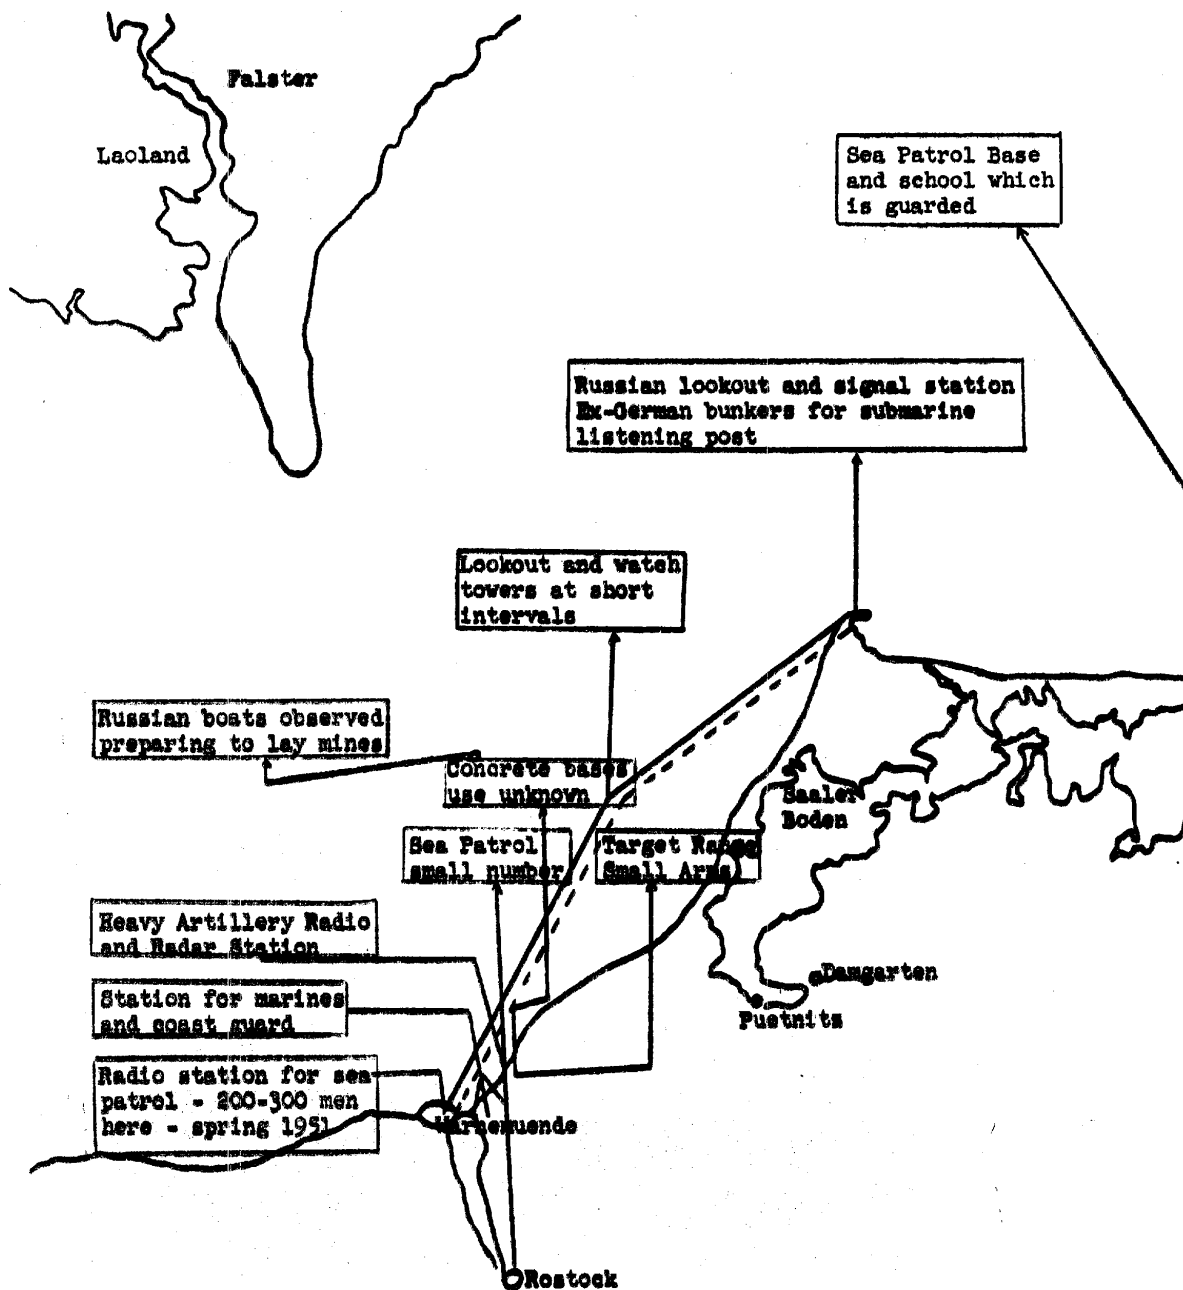 Falster
Laoland
Sea Patrol Base
and school which
is guarded
Russian lookout and signal station
Ex-German bunkers for submarine
listening post
Lookout and watch
towers at short
intervals
Russian boats observed
preparing to lay mines
Concrete bases
use unknown
Saaler
Boden
Sea Patrol
small number
Target Range
Small Arms
Heavy Artillery Radio
and Radar Station
Damgarten
Station for marines
and coast guard
Pustnitz
Radio station for sea
patrol - 200-300 men
here - spring 1951
Warnemuende
Rostock